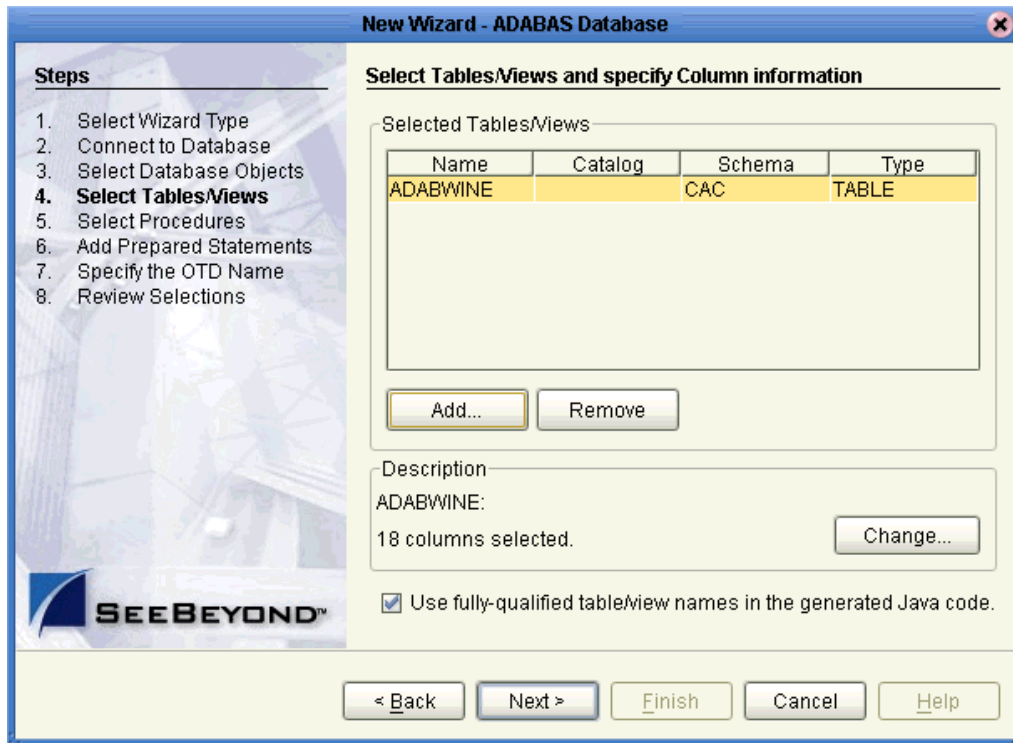 New Wizard - ADABAS Database
Steps
1. Select Wizard Type
2. Connect to Database
3. Select Database Objects
4. Select Tables/Views
5. Select Procedures
6. Add Prepared Statements
7. Specify the OTD Name
8. Review Selections
SEEBEYOND™
Select Tables/Views and specify Column information
Selected Tables/Views
Name Catalog Schema Type
ADABWINE CAC TABLE
Add... Remove
Description
ADABWINE:
18 columns selected.
Change...
Use fully-qualified table/view names in the generated Java code.
< Back Next > Finish Cancel Help